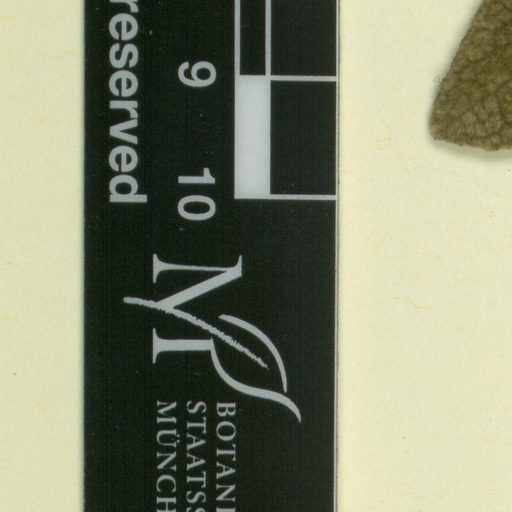 reserved
9 10
M
BOTANI
STAATSS
MÜNCH